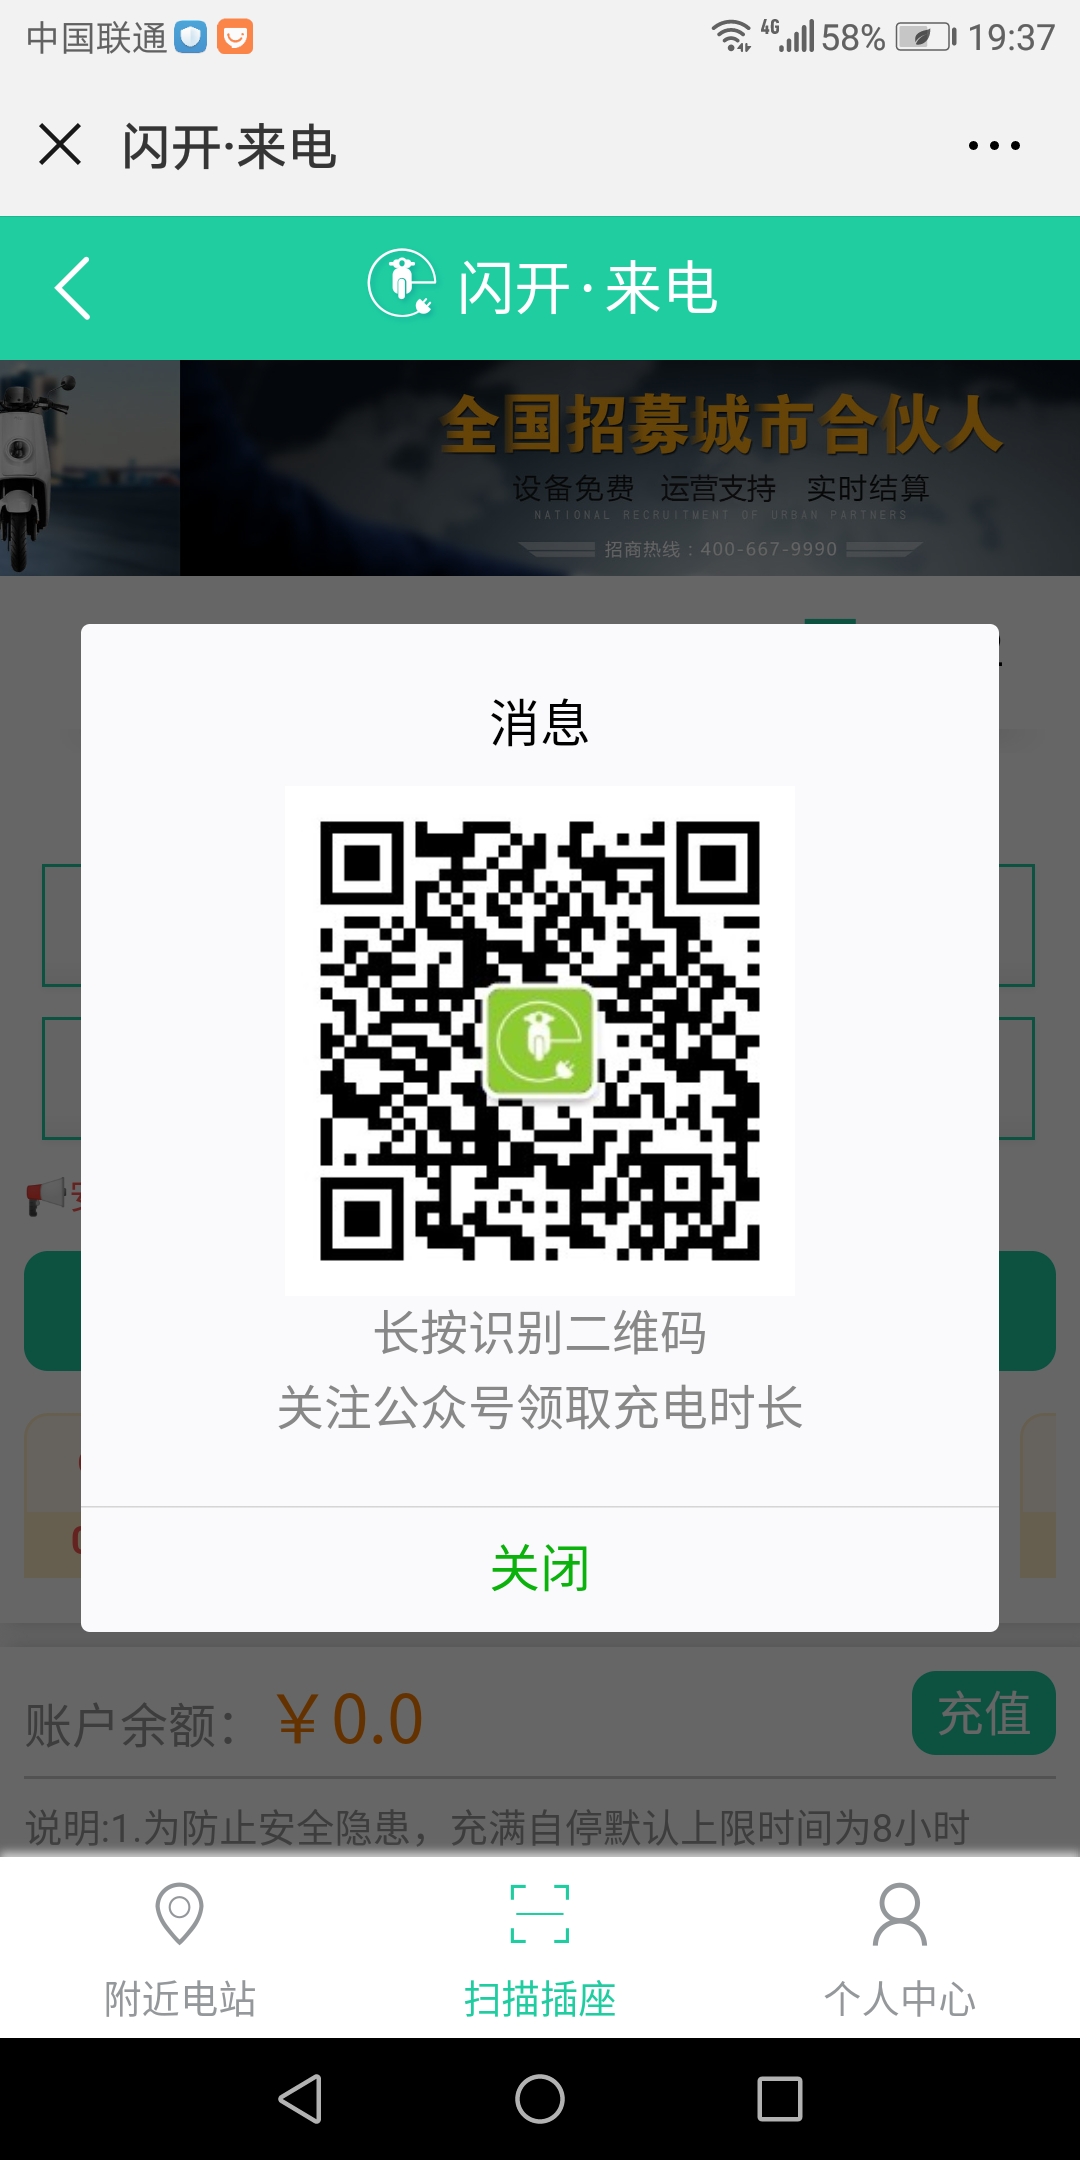 中国联通
4G 58% 19:37
闪开·来电
闪开·来电
全国招募城市合伙人
设备免费 运营支持 实时结算
NATIONAL RECRUITMENT OF URBAN PARTNERS
招商热线：400-667-9990
消息
长按识别二维码
关注公众号领取充电时长
关闭
账户余额： ￥0.0
充值
说明:1.为防止安全隐患，充满自停默认上限时间为8小时
附近电站 扫描插座 个人中心